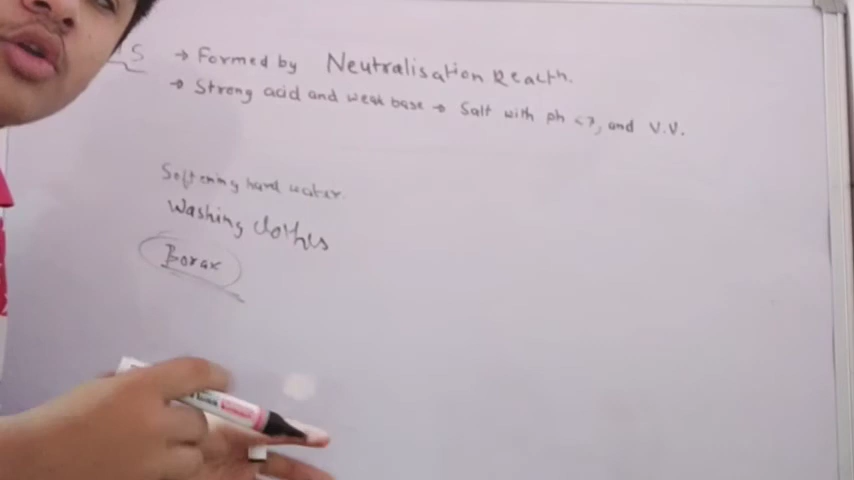 S → Formed by Neutralisation Reactn.
→ Strong acid and weak base → Salt with ph <7, and V.V.
Softening hard water.
Washing clothes
Borax